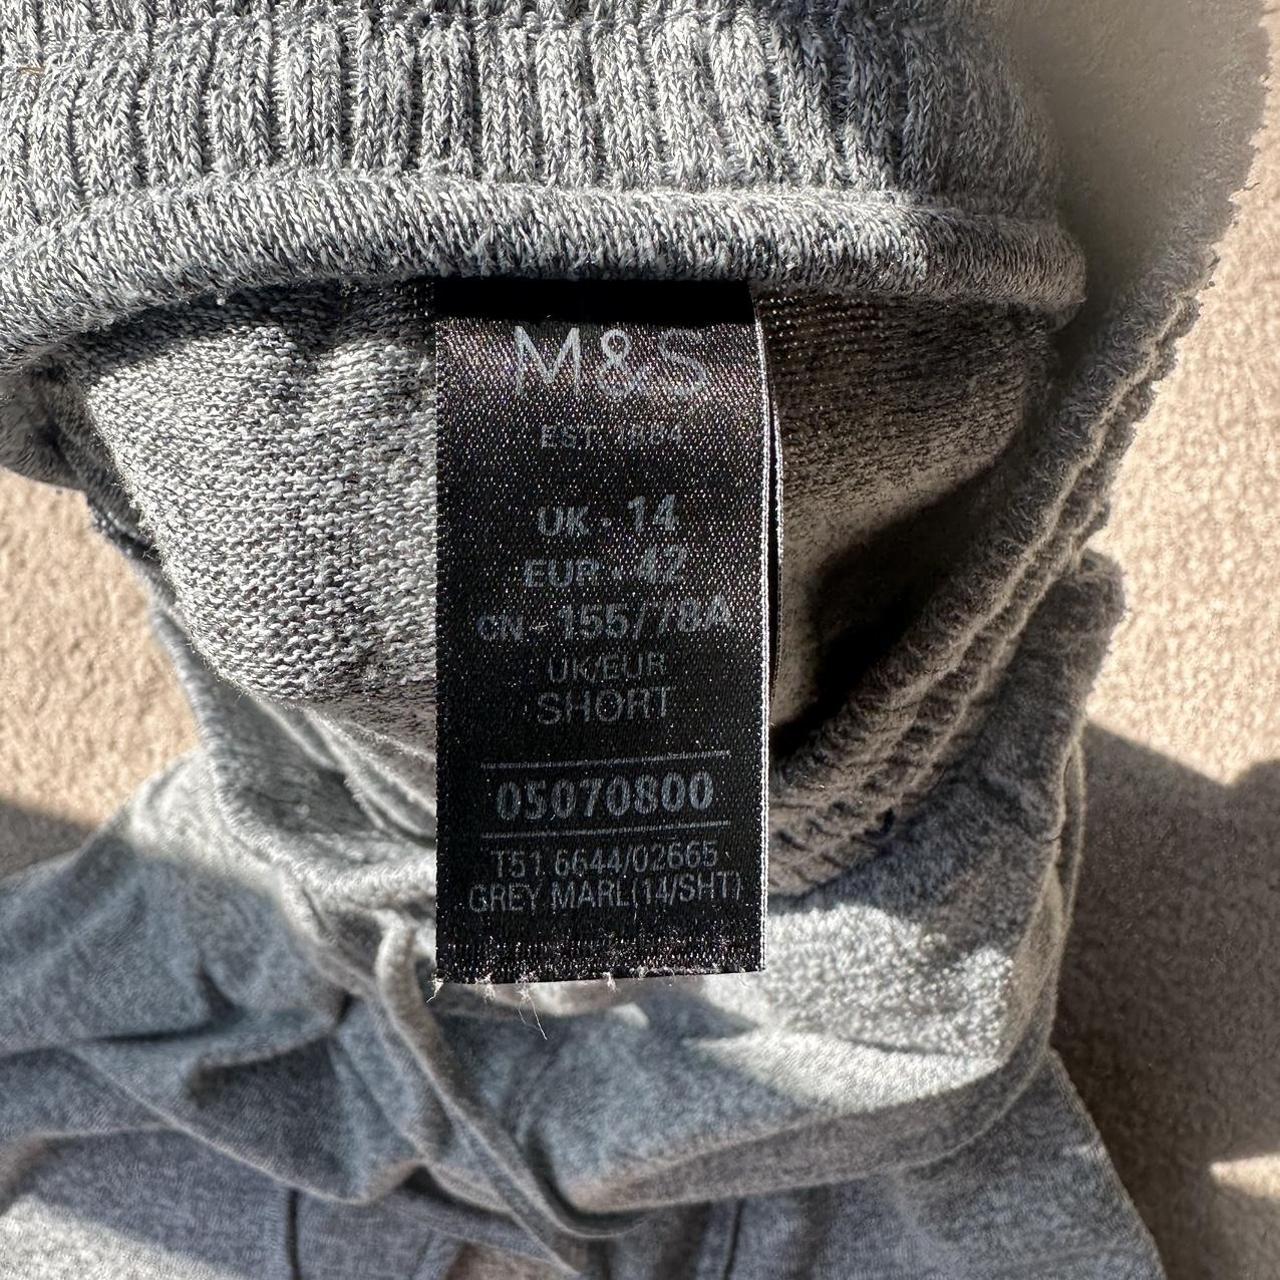 M&S
EST. 1884
UK - 14
EUR - 42
CN - 155/78A
UK/EUR
SHORT
05070800
T51 6644/02665
GREY MARL(14/SHT)